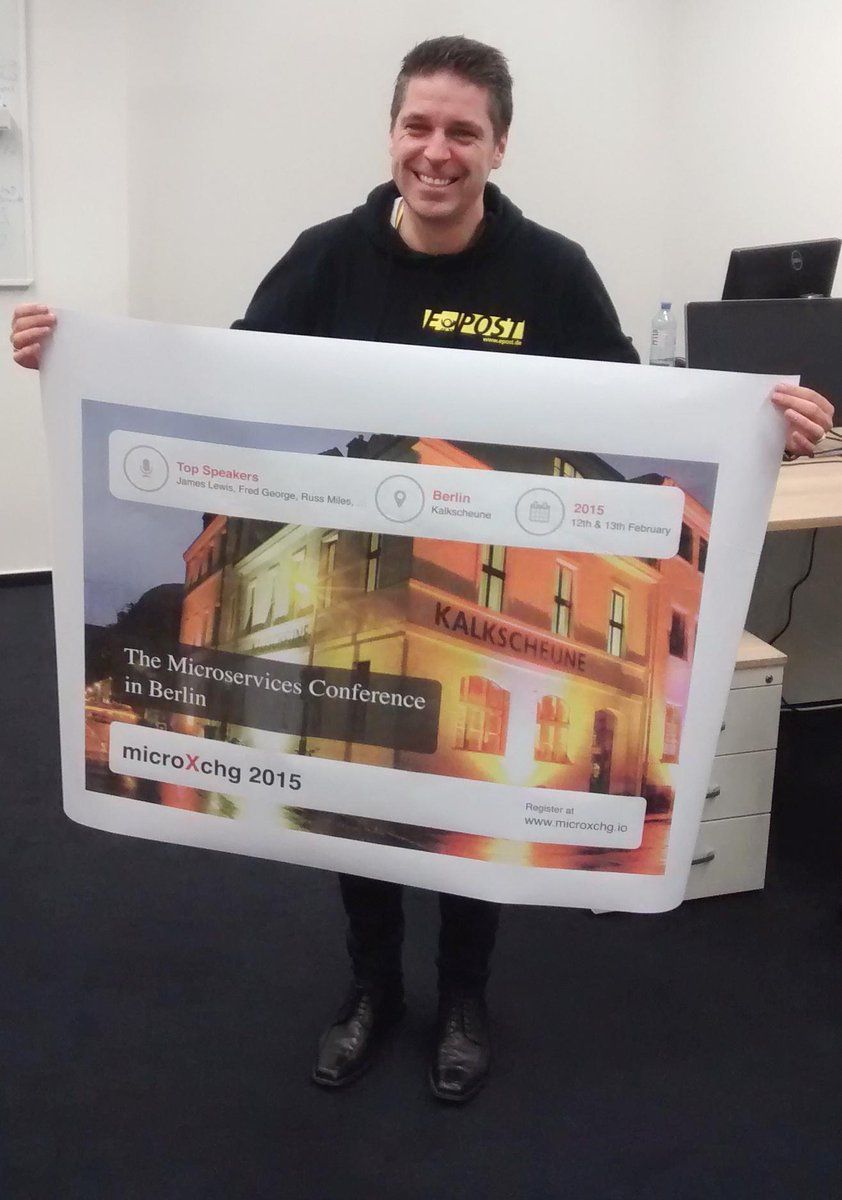 E POST
www.epost.de
Top Speakers
James Lewis, Fred George, Russ Miles, ...
Berlin
Kalkscheune
2015
12th & 13th February
KALKSCHEUNE
The Microservices Conference
in Berlin
microXchg 2015
Register at
www.microxchg.io
DELL